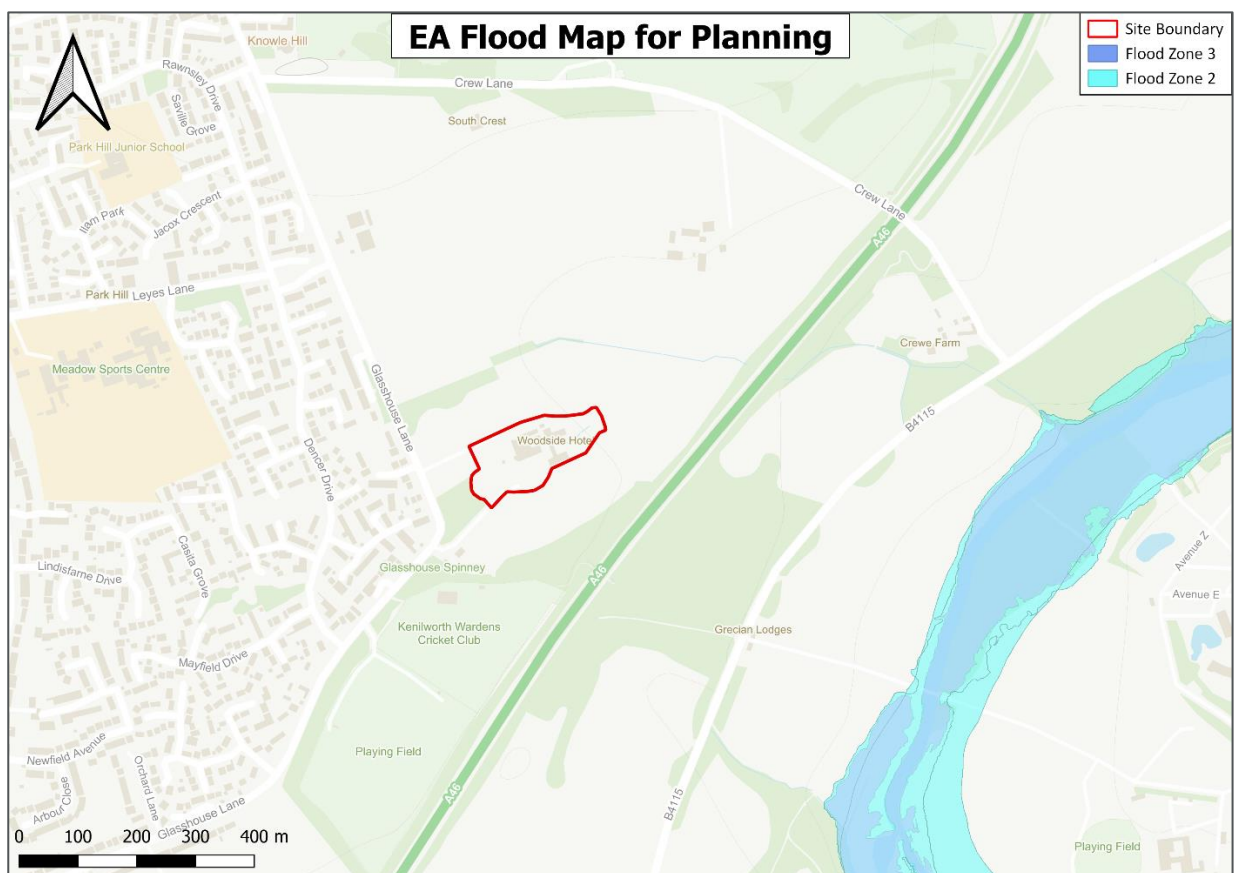 EA Flood Map for Planning
Site Boundary
Flood Zone 3
Flood Zone 2
Knowle Hill
Rawnsley Drive
Saville Grove
Crew Lane
South Crest
Park Hill Junior School
Ilam Park
Jacox Crescent
Crew Lane
A46
Park Hill
Leyes Lane
Meadow Sports Centre
Glasshouse Lane
Crewe Farm
B4115
Dencer Drive
Woodside Hotel
Avenue Z
Avenue E
Casita Grove
Lindisfarne Drive
Glasshouse Spinney
A46
Kenilworth Wardens
Cricket Club
Grecian Lodges
Mayfield Drive
Newfield Avenue
Playing Field
Orchard Lane
Arbour Close
Glasshouse Lane
A46
B4115
Playing Field
0 100 200 300 400 m